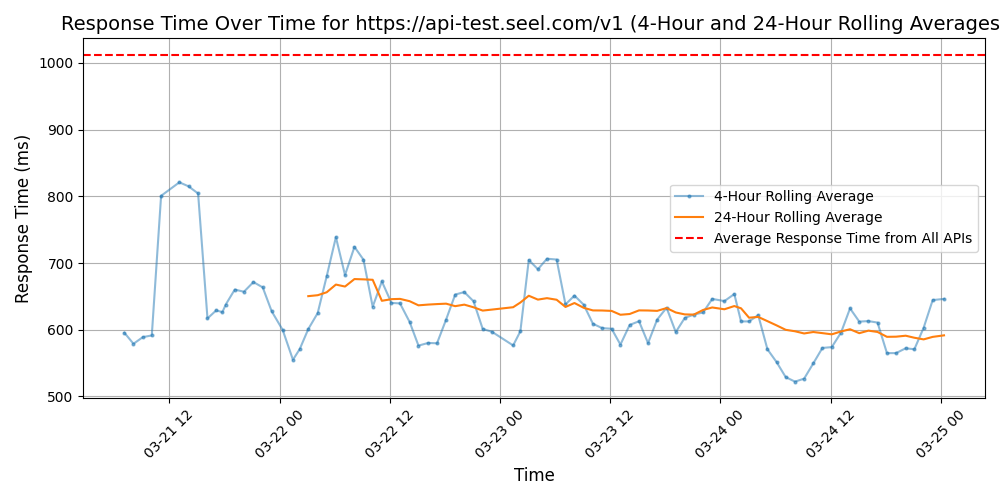 Response Time Over Time for https://api-test.seel.com/v1 (4-Hour and 24-Hour Rolling Averages
Response Time (ms)
1000
900
800
700
600
500
4-Hour Rolling Average
24-Hour Rolling Average
Average Response Time from All APIs
03-21 12
03-22 00
03-22 12
03-23 00
03-23 12
03-24 00
03-24 12
03-25 00
Time